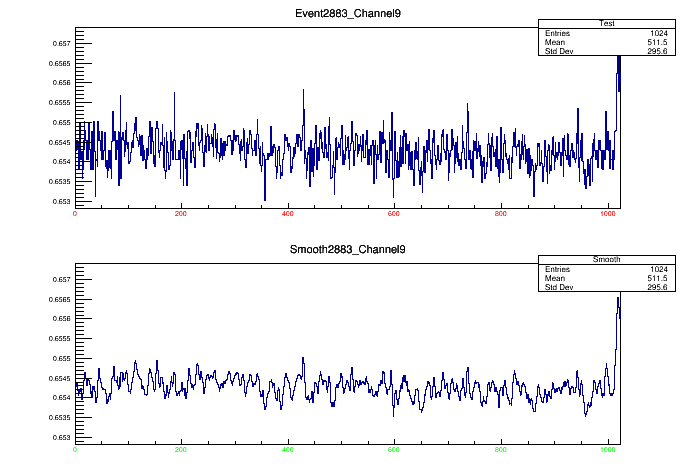 Event2883_Channel9
Test
Entries 1024
Mean 511.5
Std Dev 295.6
0.657
0.6565
0.656
0.6555
0.655
0.6545
0.654
0.6535
0.653
0 200 400 600 800 1000
Smooth2883_Channel9
Smooth
Entries 1024
Mean 511.5
Std Dev 295.6
0.657
0.6565
0.656
0.6555
0.655
0.6545
0.654
0.6535
0.653
0 200 400 600 800 1000